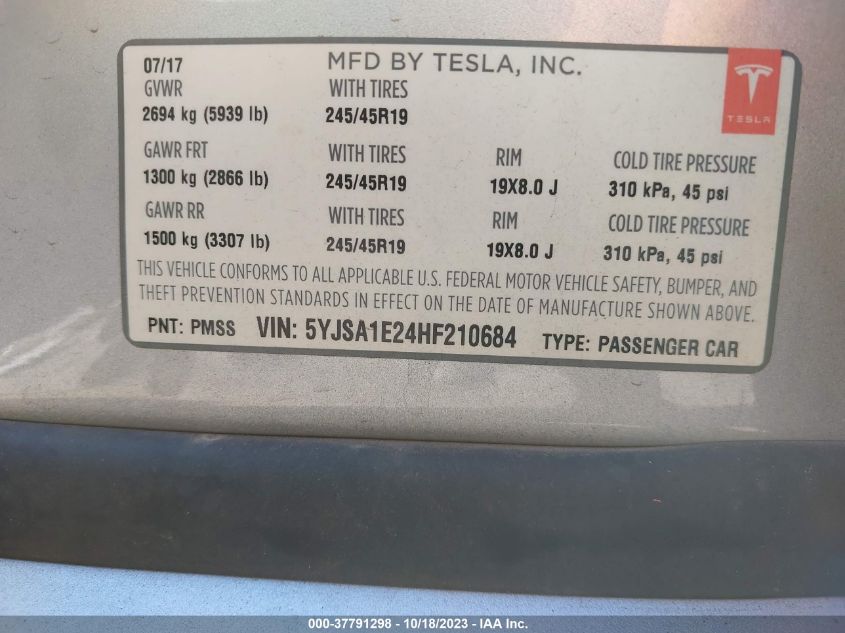 07/17 MFD BY TESLA, INC.
GVWR WITH TIRES
2694 kg (5939 lb) 245/45R19
TESLA
GAWR FRT WITH TIRES RIM COLD TIRE PRESSURE
1300 kg (2866 lb) 245/45R19 19X8.0 J 310 kPa, 45 psi
GAWR RR WITH TIRES RIM COLD TIRE PRESSURE
1500 kg (3307 lb) 245/45R19 19X8.0 J 310 kPa, 45 psi
THIS VEHICLE CONFORMS TO ALL APPLICABLE U.S. FEDERAL MOTOR VEHICLE SAFETY, BUMPER, AND
THEFT PREVENTION STANDARDS IN EFFECT ON THE DATE OF MANUFACTURE SHOWN ABOVE.
PNT: PMSS VIN: 5YJSA1E24HF210684 TYPE: PASSENGER CAR
000-37791298 - 10/18/2023 - IAA Inc.